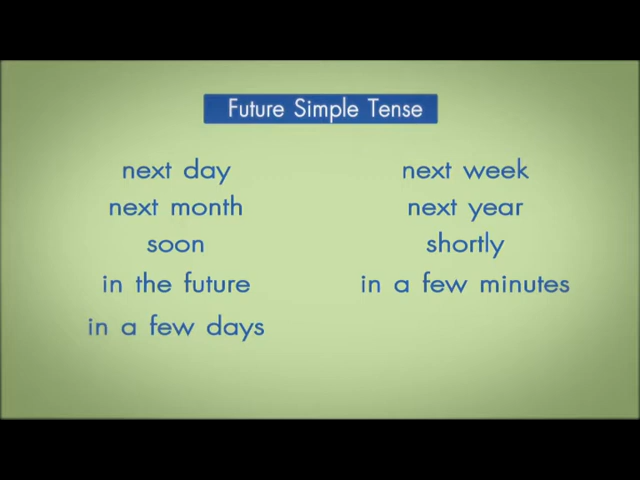 Future Simple Tense
next day
next week
next month
next year
soon
shortly
in the future
in a few minutes
in a few days